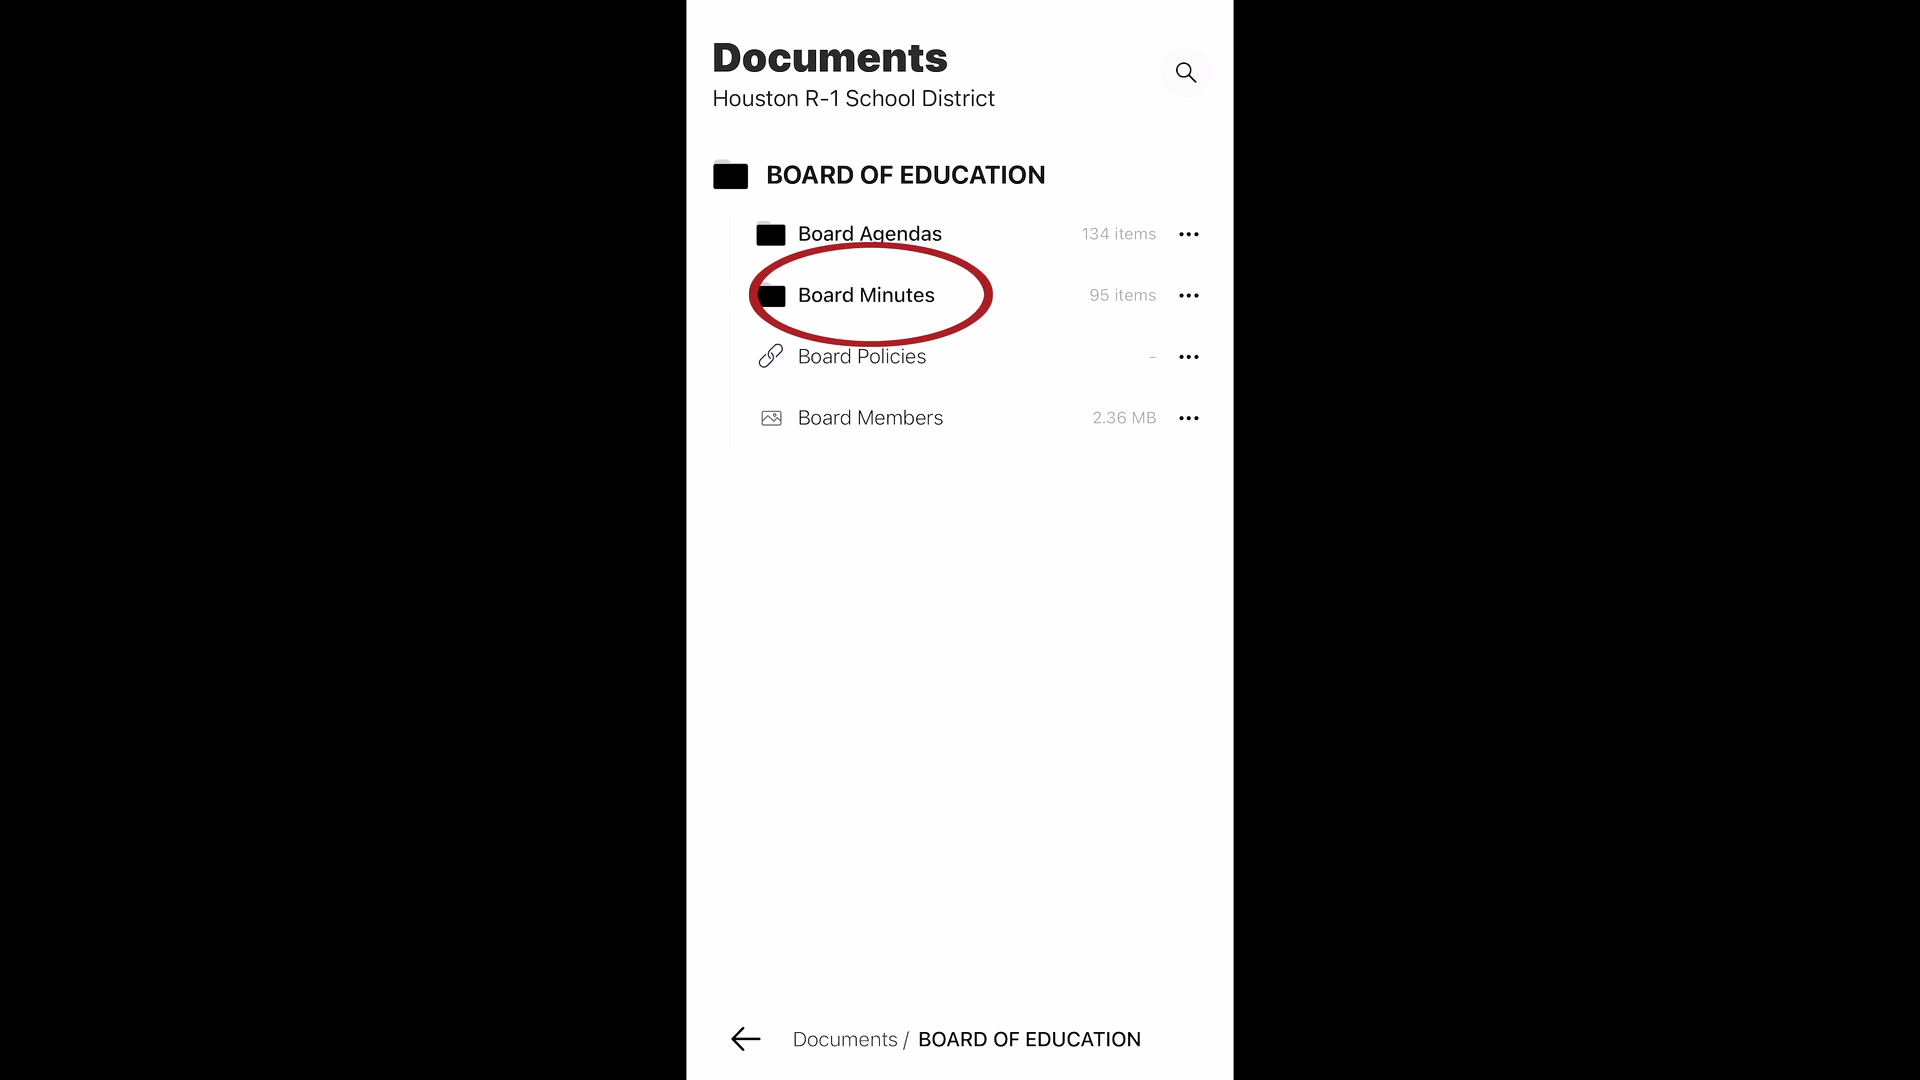 Documents
Houston R-1 School District
BOARD OF EDUCATION
Board Agendas 134 items
Board Minutes 95 items
Board Policies -
Board Members 2.36 MB
Documents / BOARD OF EDUCATION